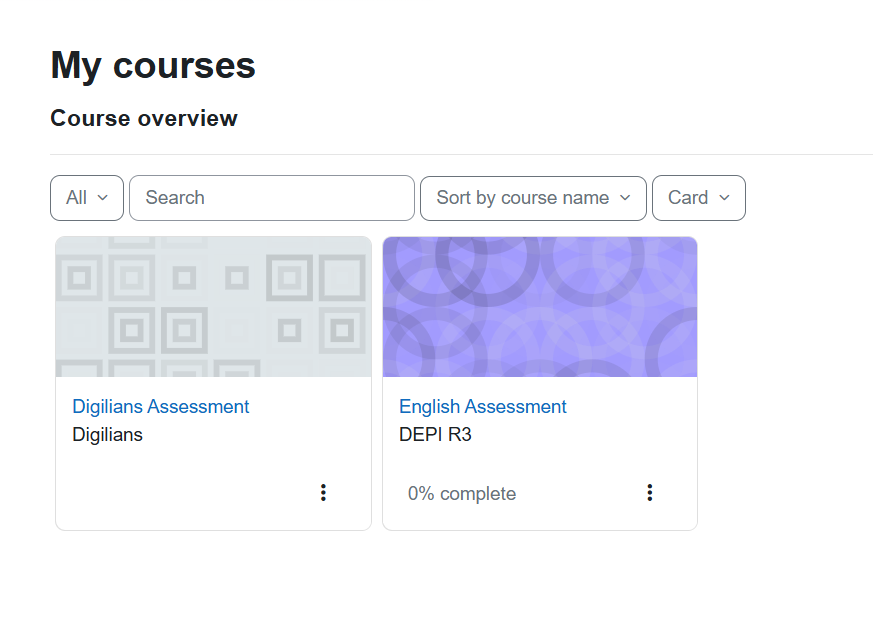 My courses
Course overview
All
Search
Sort by course name
Card
Digilians Assessment
Digilians
English Assessment
DEPI R3
0% complete